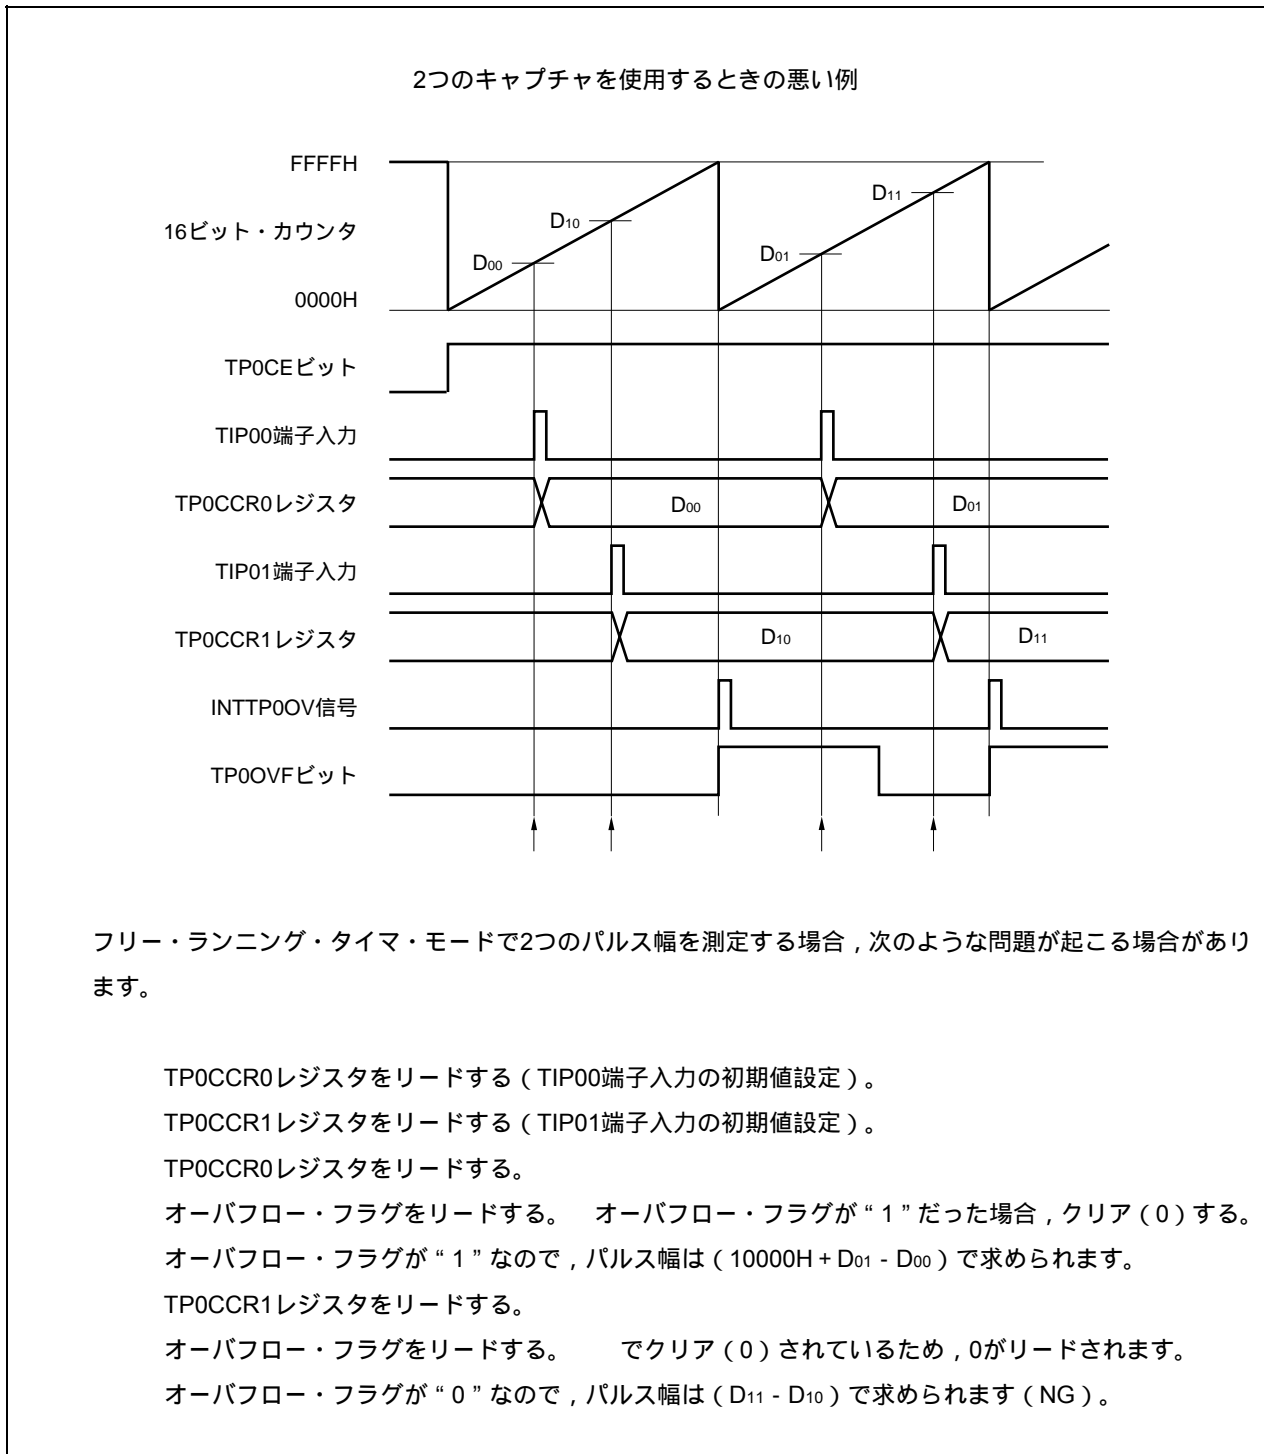 2つのキャプチャを使用するときの悪い例
FFFFH
16ビット・カウンタ
0000H
D00
D10
D01
D11
TP0CEビット
TIP00端子入力
TP0CCR0レジスタ
D00
D01
TIP01端子入力
TP0CCR1レジスタ
D10
D11
INTTP0OV信号
TP0OVFビット
フリー・ランニング・タイマ・モードで2つのパルス幅を測定する場合，次のような問題が起こる場合があり
ます。
TP0CCR0レジスタをリードする（TIP00端子入力の初期値設定）。
TP0CCR1レジスタをリードする（TIP01端子入力の初期値設定）。
TP0CCR0レジスタをリードする。
オーバフロー・フラグをリードする。　オーバフロー・フラグが“1”だった場合，クリア（0）する。
オーバフロー・フラグが“1”なので，パルス幅は（10000H + D01 - D00）で求められます。
TP0CCR1レジスタをリードする。
オーバフロー・フラグをリードする。　　でクリア（0）されているため，0がリードされます。
オーバフロー・フラグが“0”なので，パルス幅は（D11 - D10）で求められます（NG）。